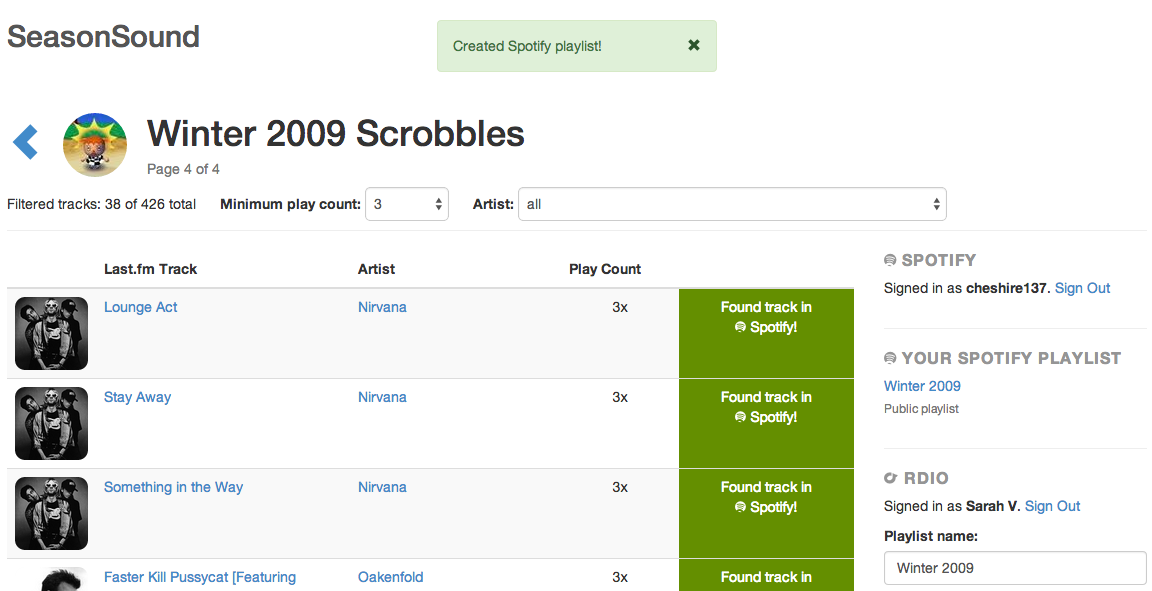 SeasonSound
Created Spotify playlist!
Winter 2009 Scrobbles
Page 4 of 4
Filtered tracks: 38 of 426 total Minimum play count: 3 Artist: all
Last.fm Track Artist Play Count
Lounge Act Nirvana 3x Found track in
Spotify!
Stay Away Nirvana 3x Found track in
Spotify!
Something in the Way Nirvana 3x Found track in
Spotify!
Faster Kill Pussycat [Featuring Oakenfold 3x Found track in
SPOTIFY
Signed in as cheshire137. Sign Out
YOUR SPOTIFY PLAYLIST
Winter 2009
Public playlist
RDIO
Signed in as Sarah V. Sign Out
Playlist name:
Winter 2009